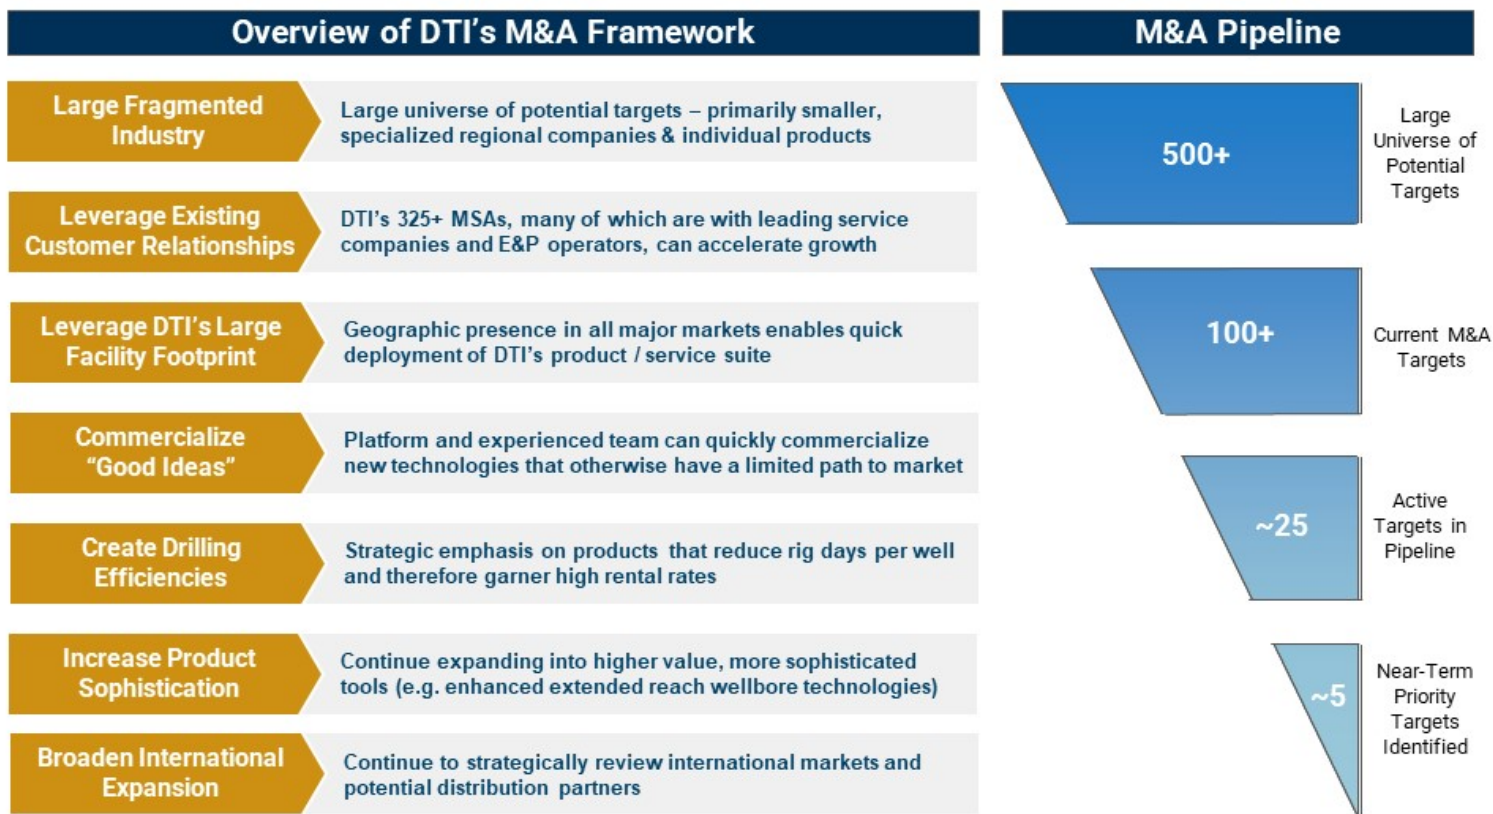 Overview of DTI's M&A Framework
Large Fragmented
Industry
Large universe of potential targets – primarily smaller,
specialized regional companies & individual products
Leverage Existing
Customer Relationships
DTI's 325+ MSAs, many of which are with leading service
companies and E&P operators, can accelerate growth
Leverage DTI's Large
Facility Footprint
Geographic presence in all major markets enables quick
deployment of DTI's product / service suite
Commercialize
“Good Ideas”
Platform and experienced team can quickly commercialize
new technologies that otherwise have a limited path to market
Create Drilling
Efficiencies
Strategic emphasis on products that reduce rig days per well
and therefore garner high rental rates
Increase Product
Sophistication
Continue expanding into higher value, more sophisticated
tools (e.g. enhanced extended reach wellbore technologies)
Broaden International
Expansion
Continue to strategically review international markets and
potential distribution partners
M&A Pipeline
500+
Large
Universe of
Potential
Targets
100+
Current M&A
Targets
~25
Active
Targets in
Pipeline
~5
Near-Term
Priority
Targets
Identified